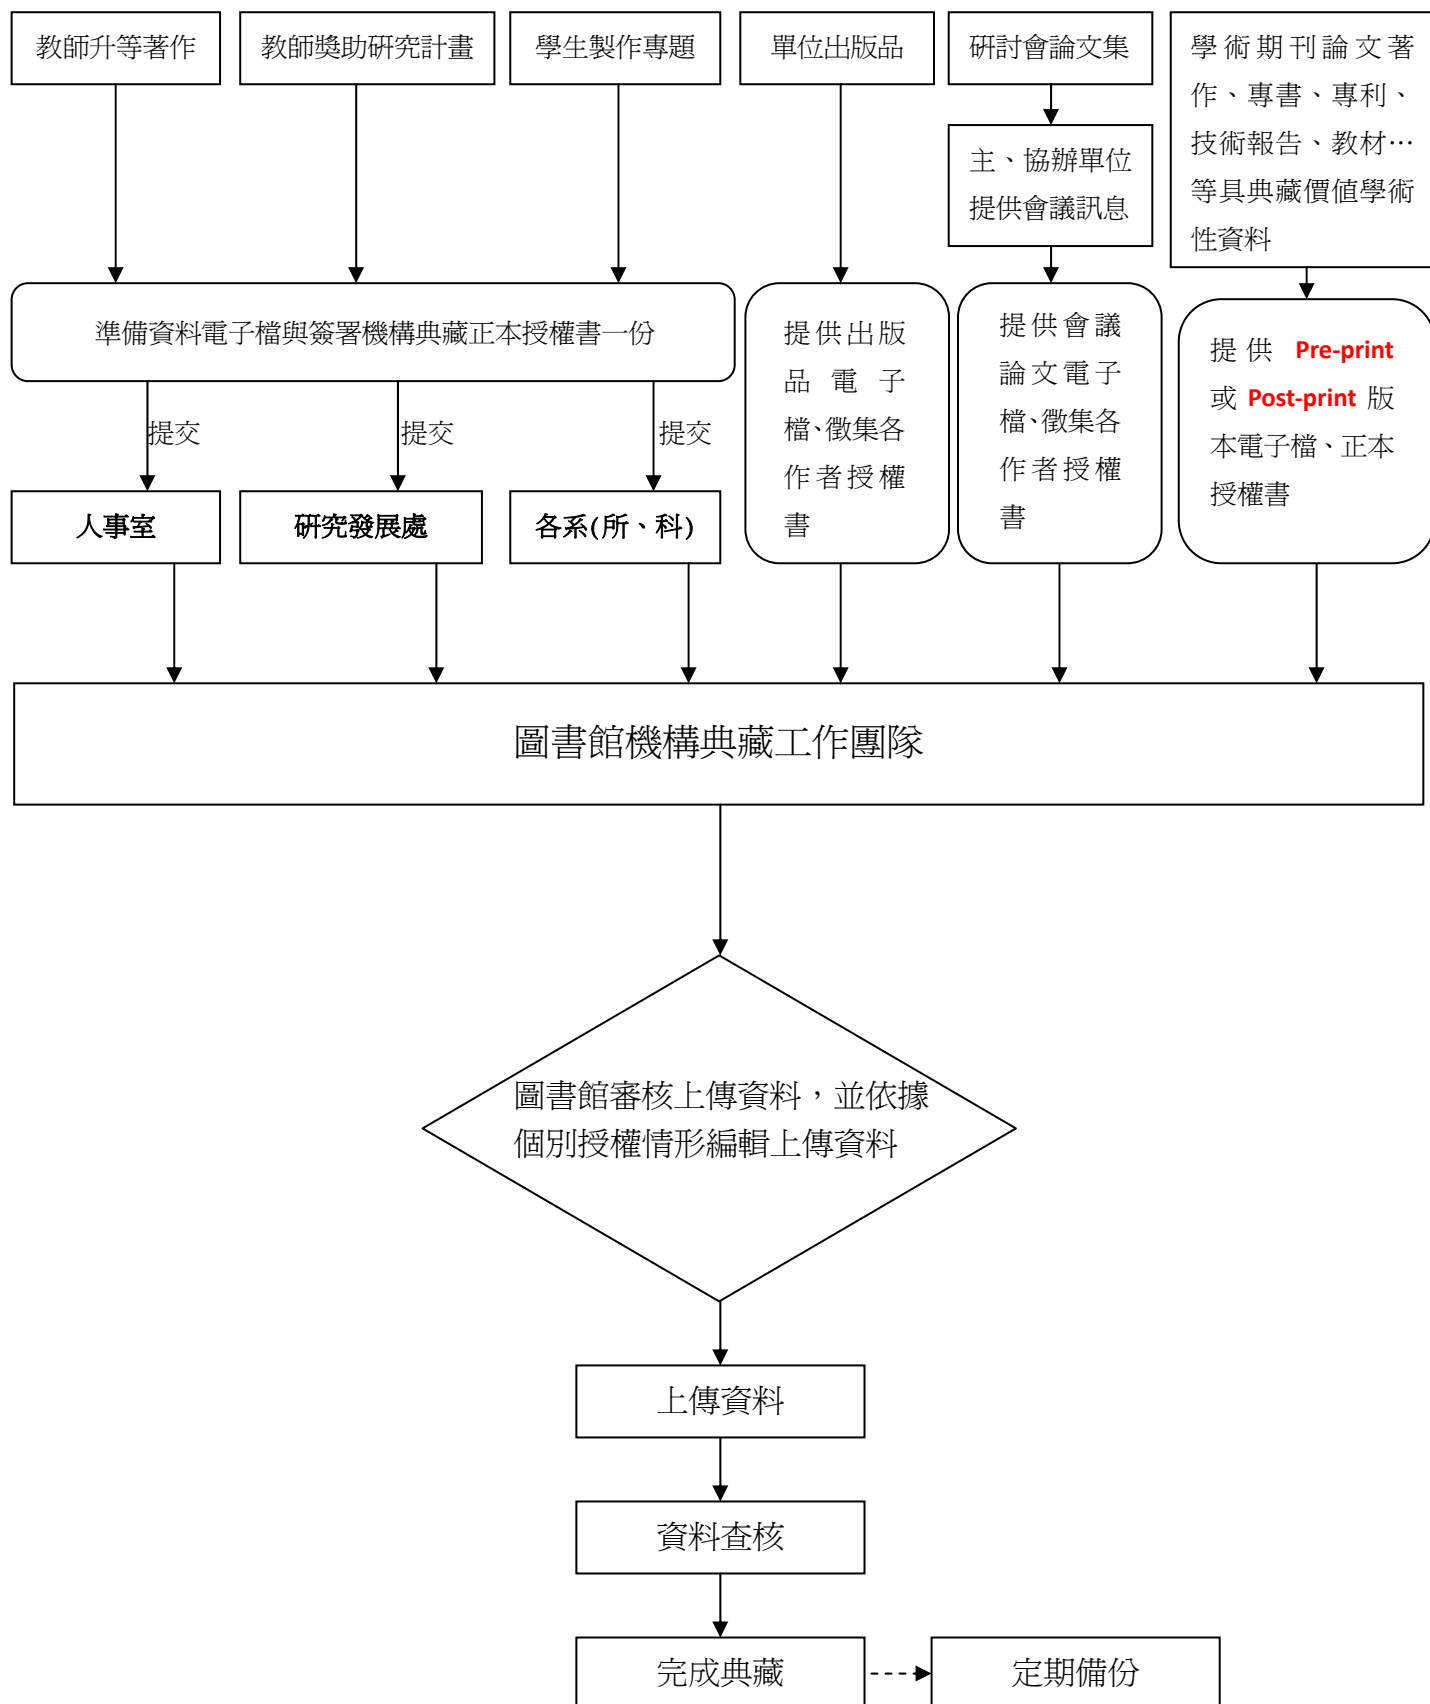 教師升等著作
教師獎助研究計畫
學生製作專題
單位出版品
研討會論文集
學術期刊論文著
作、專書、專利、
技術報告、教材…
等具典藏價值學術
性資料
主、協辦單位
提供會議訊息
準備資料電子檔與簽署機構典藏正本授權書一份
提供出版
品電子
檔、徵集各
作者授權
書
提供會議
論文電子
檔、徵集各
作者授權
書
提供 Pre-print
或 Post-print 版
本電子檔、正本
授權書
提交
提交
提交
人事室
研究發展處
各系(所、科)
圖書館機構典藏工作團隊
圖書館審核上傳資料，並依據
個別授權情形編輯上傳資料
上傳資料
資料查核
完成典藏
定期備份